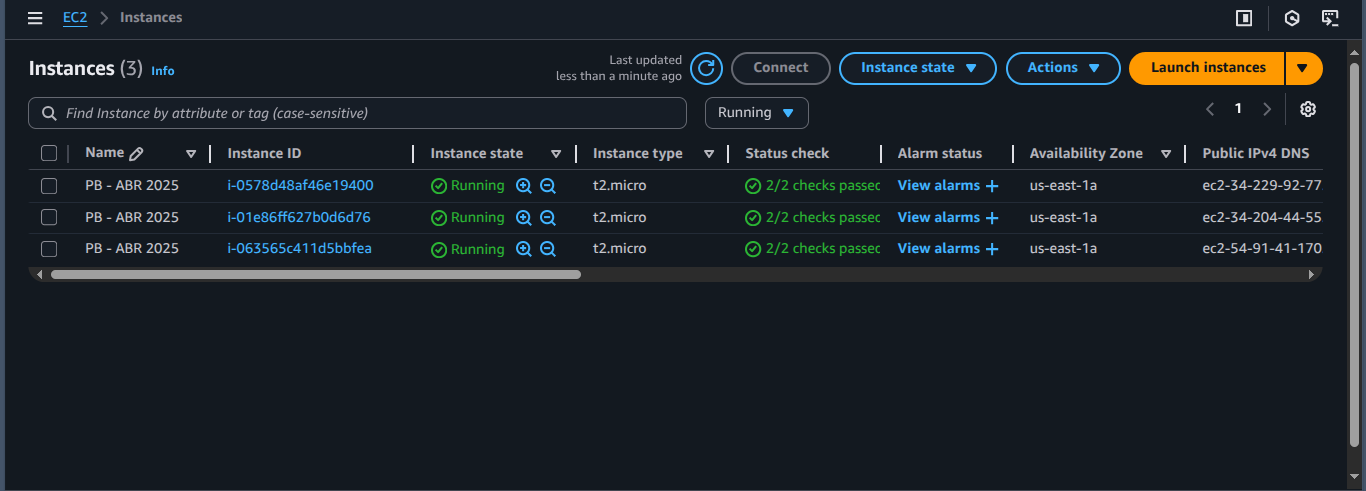 EC2 > Instances
Instances (3) Info
Last updated
less than a minute ago
Connect
Instance state
Actions
Launch instances
Find Instance by attribute or tag (case-sensitive)
Running
1
Name Instance ID Instance state Instance type Status check Alarm status Availability Zone Public IPv4 DNS
PB - ABR 2025 i-0578d48af46e19400 Running t2.micro 2/2 checks passec View alarms + us-east-1a ec2-34-229-92-77
PB - ABR 2025 i-01e86ff627b0d6d76 Running t2.micro 2/2 checks passec View alarms + us-east-1a ec2-34-204-44-55
PB - ABR 2025 i-063565c411d5bbfea Running t2.micro 2/2 checks passec View alarms + us-east-1a ec2-54-91-41-170